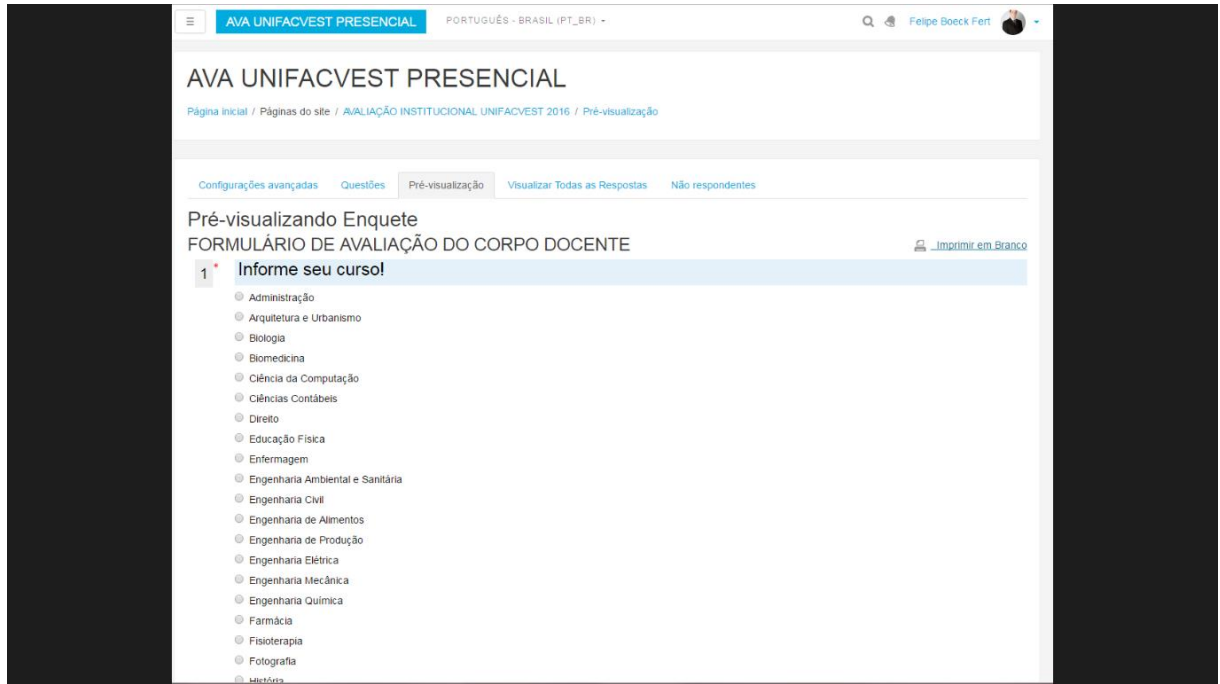 AVA UNIFACVEST PRESENCIAL PORTUGUÊS - BRASIL (PT_BR) Felipe Boeck Fert
AVA UNIFACVEST PRESENCIAL
Página inicial / Páginas do site / AVALIAÇÃO INSTITUCIONAL UNIFACVEST 2016 / Pré-visualização
Configurações avançadas Questões Pré-visualização Visualizar Todas as Respostas Não respondentes
Pré-visualizando Enquete
FORMULÁRIO DE AVALIAÇÃO DO CORPO DOCENTE Imprimir em Branco
1 * Informe seu curso!
Administração
Arquitetura e Urbanismo
Biologia
Biomedicina
Ciência da Computação
Ciências Contábeis
Direito
Educação Física
Enfermagem
Engenharia Ambiental e Sanitária
Engenharia Civil
Engenharia de Alimentos
Engenharia de Produção
Engenharia Elétrica
Engenharia Mecânica
Engenharia Química
Farmácia
Fisioterapia
Fotografia
História